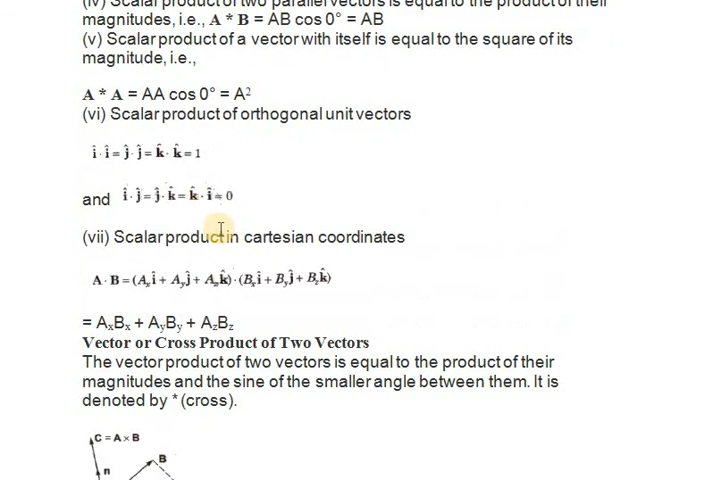 (iv) Scalar product of two parallel vectors is equal to the product of their
magnitudes, i.e., A * B = AB cos 0° = AB
(v) Scalar product of a vector with itself is equal to the square of its
magnitude, i.e.,
A * A = AA cos 0° = A²
(vi) Scalar product of orthogonal unit vectors
î · î = ĵ · ĵ = k̂ · k̂ = 1
and î · ĵ = ĵ · k̂ = k̂ · î = 0
(vii) Scalar product in cartesian coordinates
A · B = (Aₓî + Aᵧĵ + A_zk̂) · (Bₓî + Bᵧĵ + B_zk̂)
= AₓBₓ + AᵧBᵧ + A_zB_z
Vector or Cross Product of Two Vectors
The vector product of two vectors is equal to the product of their
magnitudes and the sine of the smaller angle between them. It is
denoted by * (cross).
C = A x B
B
n